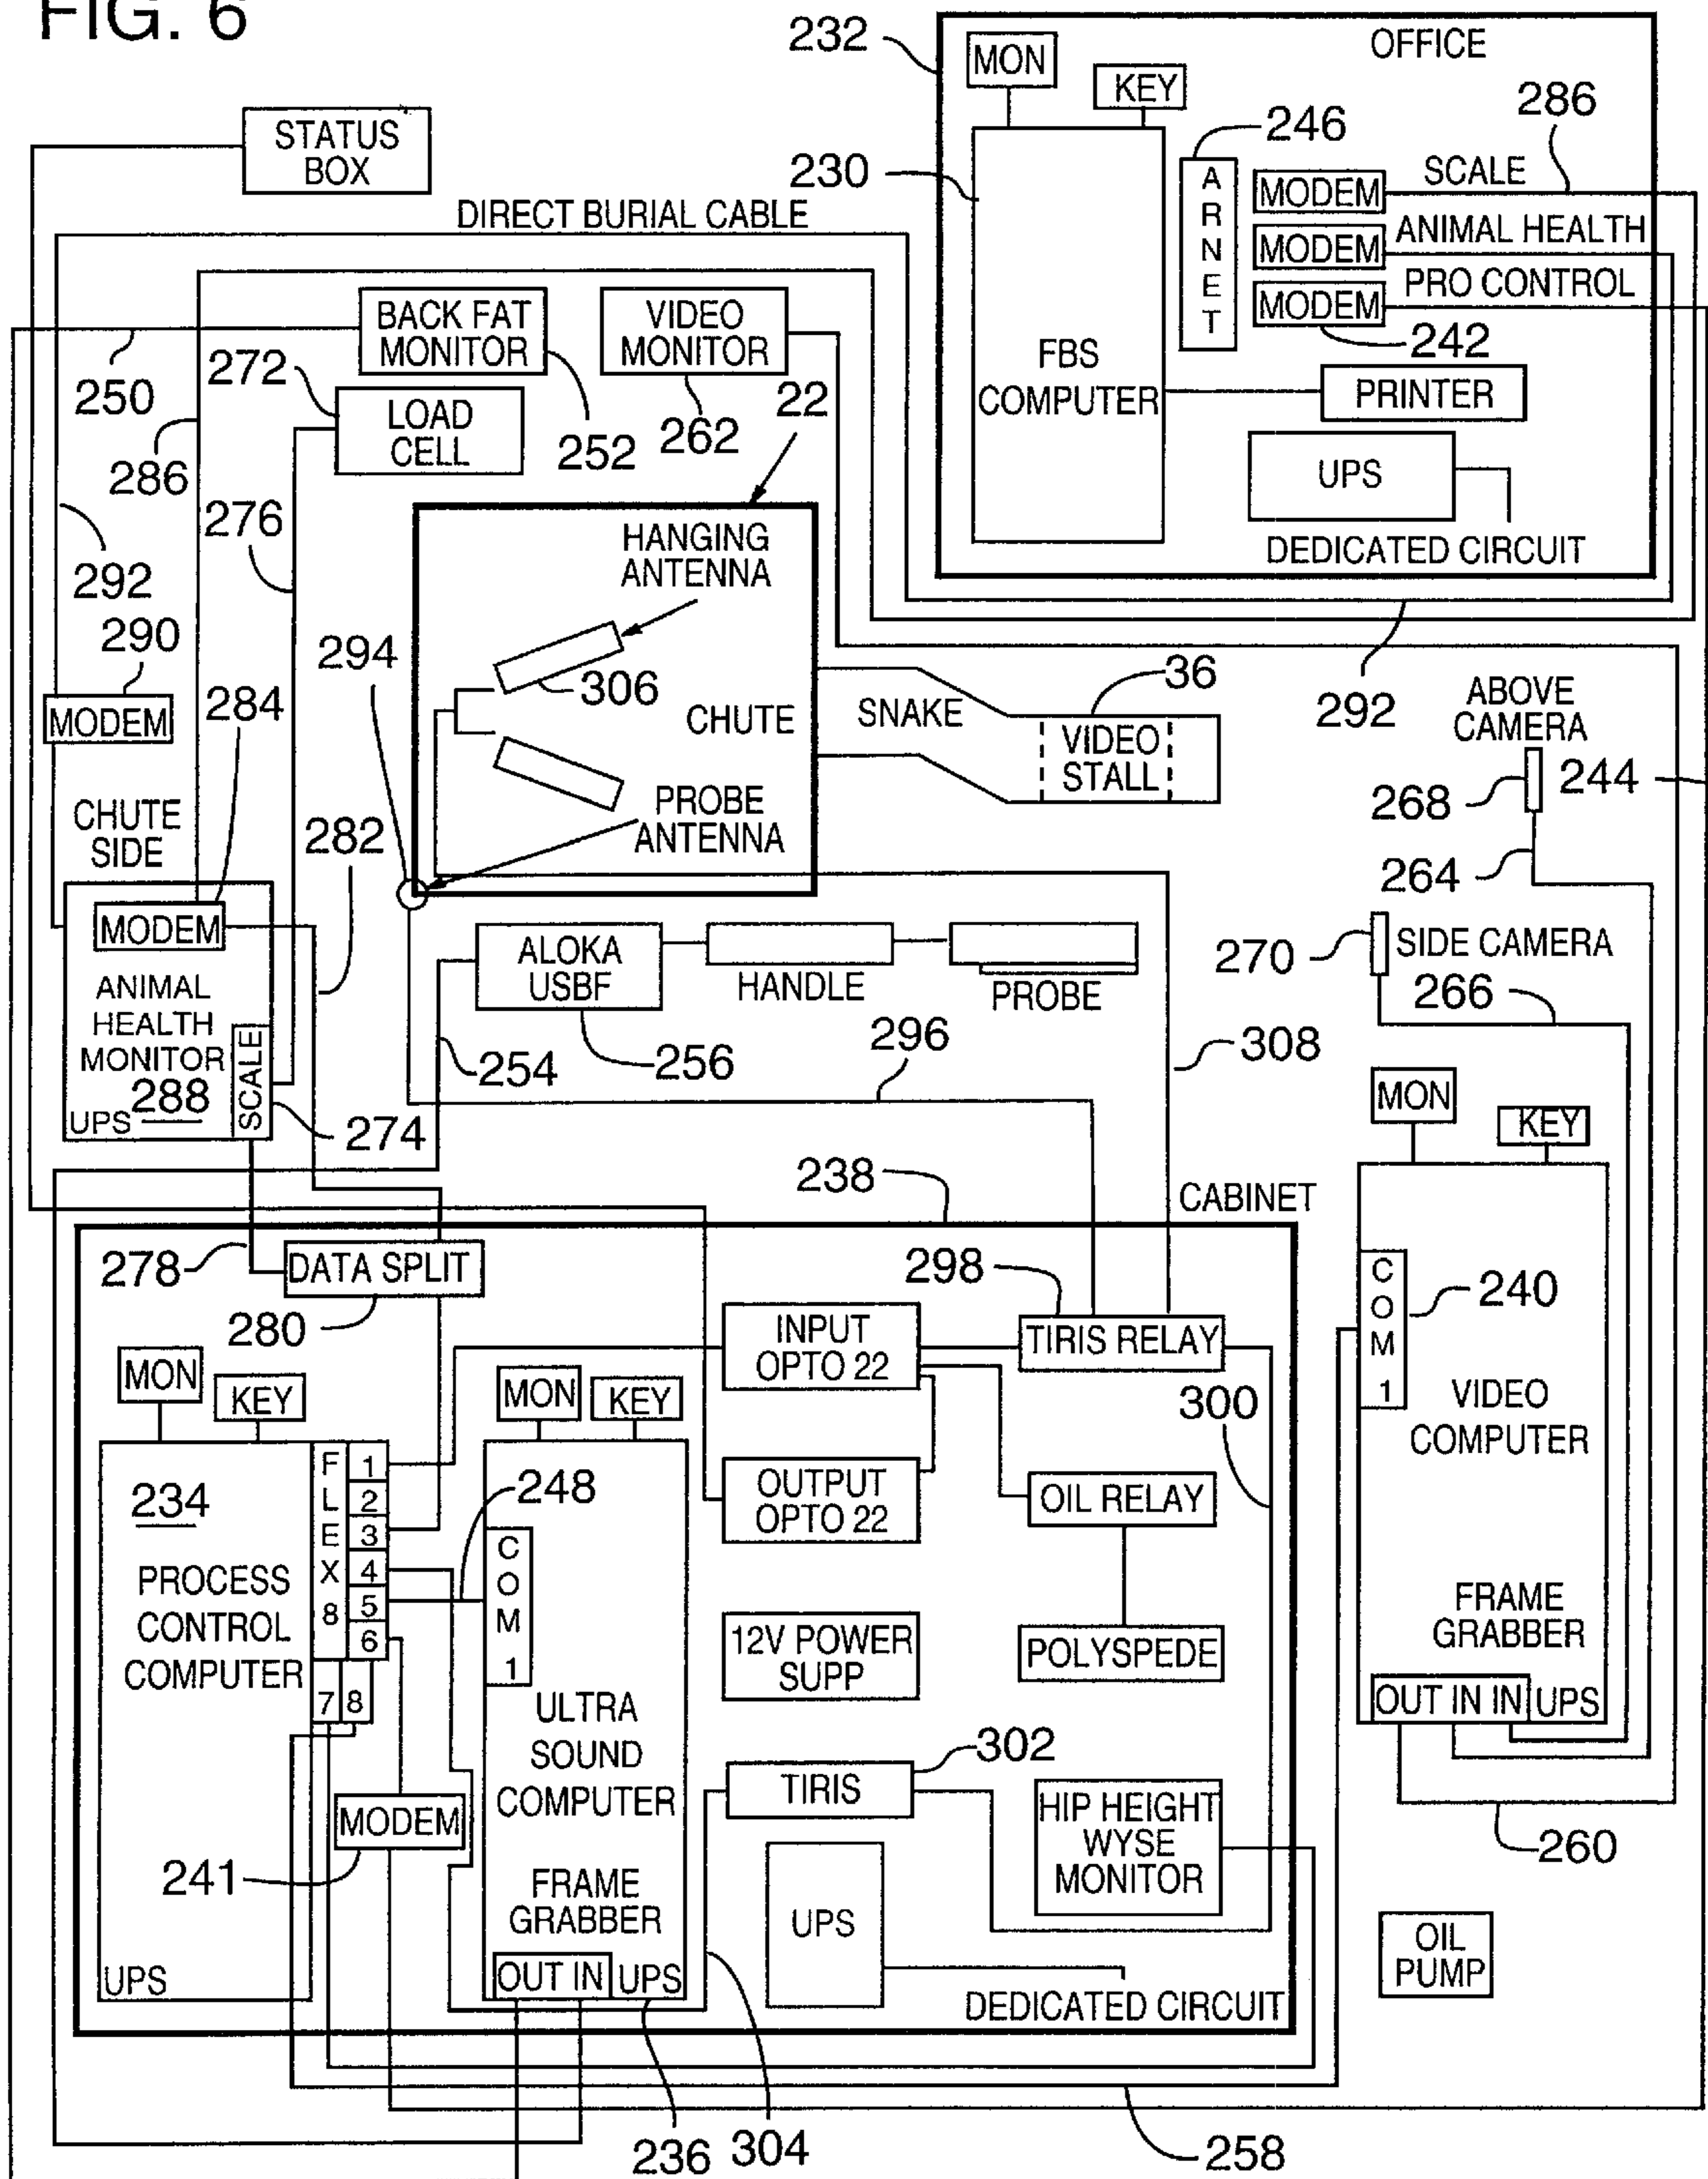 FIG. 6
232
OFFICE
MON
KEY
246
286
STATUS
BOX
230
SCALE
A
R
N
E
T
MODEM
DIRECT BURIAL CABLE
ANIMAL HEALTH
MODEM
PRO CONTROL
MODEM
BACK FAT
MONITOR
VIDEO
MONITOR
242
FBS
COMPUTER
272
22
250
PRINTER
LOAD
CELL
252
262
286
UPS
276
HANGING
ANTENNA
DEDICATED CIRCUIT
292
290
294
36
306
292
ABOVE
CAMERA
MODEM
284
CHUTE
SNAKE
VIDEO
STALL
268
244
CHUTE
SIDE
282
PROBE
ANTENNA
264
MODEM
ALOKA
USBF
270
SIDE CAMERA
HANDLE
PROBE
266
ANIMAL
HEALTH
MONITOR
SCALE
254
256
296
308
UPS
288
274
MON
KEY
238
CABINET
278
DATA SPLIT
298
C
O
M
1
240
280
INPUT
OPTO 22
TIRIS RELAY
MON
KEY
MON
KEY
300
VIDEO
COMPUTER
F
L
E
X
8
1
2
3
4
5
6
7
8
234
248
OUTPUT
OPTO 22
OIL RELAY
C
O
M
1
PROCESS
CONTROL
COMPUTER
FRAME
GRABBER
12V POWER
SUPP
POLYSPEDE
OUT IN IN
UPS
ULTRA
SOUND
COMPUTER
302
TIRIS
MODEM
HIP HEIGHT
WYSE
MONITOR
260
241
FRAME
GRABBER
UPS
OIL
PUMP
UPS
OUT IN
UPS
DEDICATED CIRCUIT
236
304
258